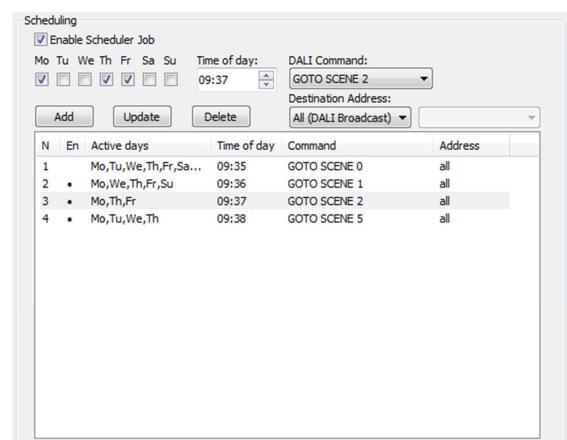 Scheduling
Enable Scheduler Job
Mo Tu We Th Fr Sa Su Time of day: DALI Command:
09:37 GOTO SCENE 2
Destination Address:
Add Update Delete All (DALI Broadcast)
N En Active days Time of day Command Address
1 Mo,Tu,We,Th,Fr,Sa... 09:35 GOTO SCENE 0 all
2 • Mo,We,Th,Fr,Su 09:36 GOTO SCENE 1 all
3 • Mo,Th,Fr 09:37 GOTO SCENE 2 all
4 • Mo,Tu,We,Th 09:38 GOTO SCENE 5 all